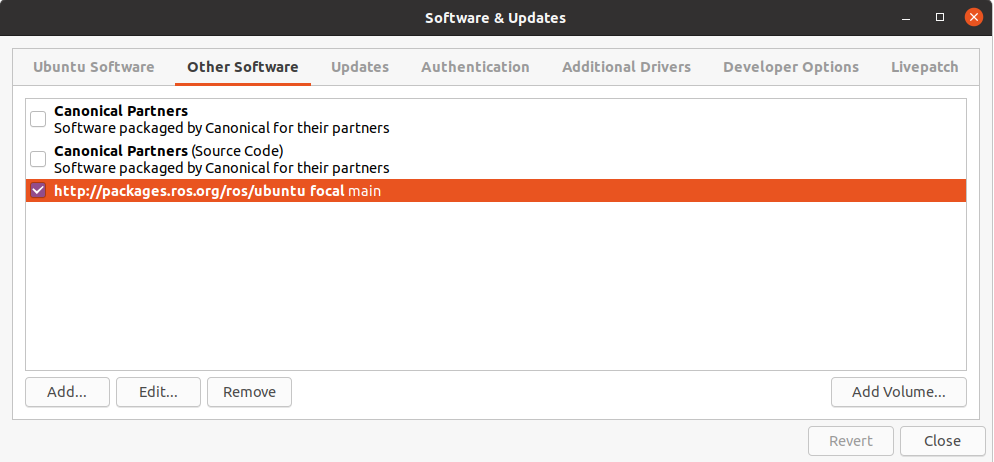 Software & Updates
Ubuntu Software Other Software Updates Authentication Additional Drivers Developer Options Livepatch
Canonical Partners
Software packaged by Canonical for their partners
Canonical Partners (Source Code)
Software packaged by Canonical for their partners
http://packages.ros.org/ros/ubuntu focal main
Add... Edit... Remove Add Volume...
Revert Close